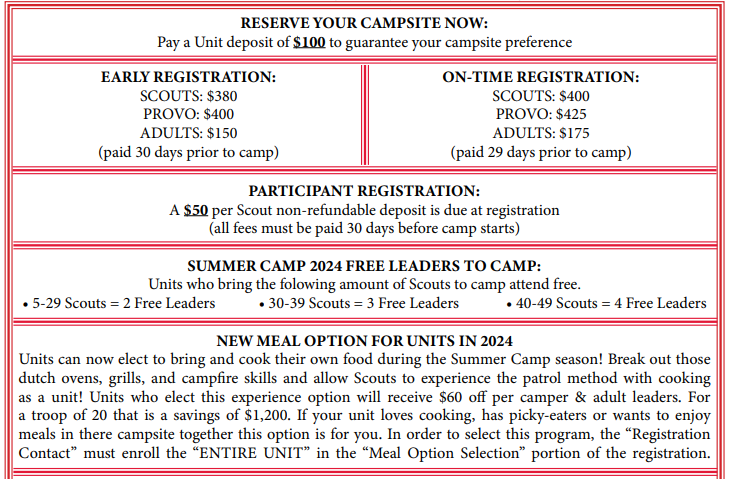 RESERVE YOUR CAMPSITE NOW:
Pay a Unit deposit of $100 to guarantee your campsite preference
EARLY REGISTRATION:
SCOUTS: $380
PROVO: $400
ADULTS: $150
(paid 30 days prior to camp)
ON-TIME REGISTRATION:
SCOUTS: $400
PROVO: $425
ADULTS: $175
(paid 29 days prior to camp)
PARTICIPANT REGISTRATION:
A $50 per Scout non-refundable deposit is due at registration
(all fees must be paid 30 days before camp starts)
SUMMER CAMP 2024 FREE LEADERS TO CAMP:
Units who bring the folowing amount of Scouts to camp attend free.
• 5-29 Scouts = 2 Free Leaders • 30-39 Scouts = 3 Free Leaders • 40-49 Scouts = 4 Free Leaders
NEW MEAL OPTION FOR UNITS IN 2024
Units can now elect to bring and cook their own food during the Summer Camp season! Break out those
dutch ovens, grills, and campfire skills and allow Scouts to experience the patrol method with cooking
as a unit! Units who elect this experience option will receive $60 off per camper & adult leaders. For
a troop of 20 that is a savings of $1,200. If your unit loves cooking, has picky-eaters or wants to enjoy
meals in there campsite together this option is for you. In order to select this program, the “Registration
Contact” must enroll the “ENTIRE UNIT” in the “Meal Option Selection” portion of the registration.